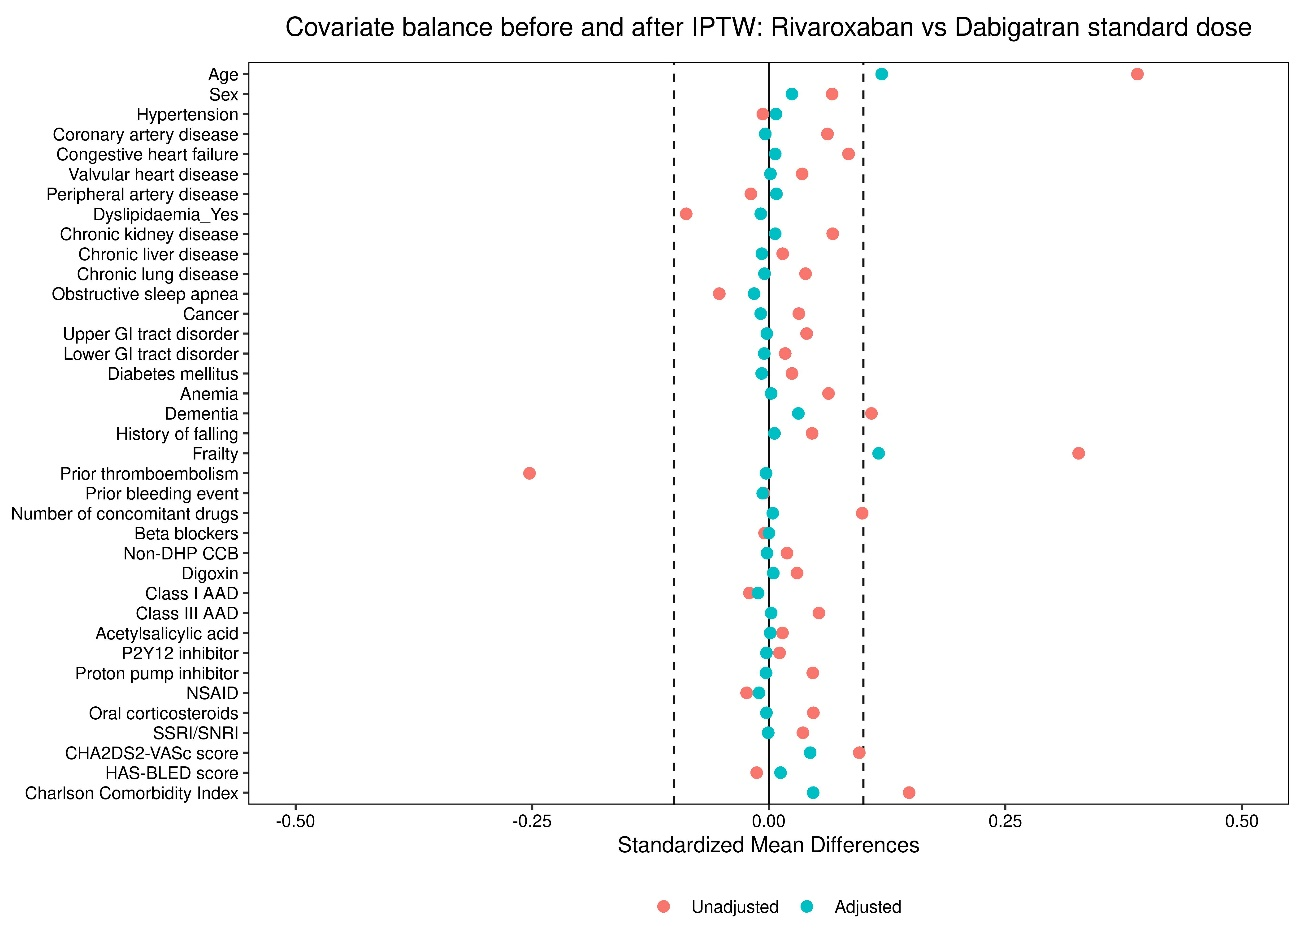 Covariate balance before and after IPTW: Rivaroxaban vs Dabigatran standard dose
Age
Sex
Hypertension
Coronary artery disease
Congestive heart failure
Valvular heart disease
Peripheral artery disease
Dyslipidaemia_Yes
Chronic kidney disease
Chronic liver disease
Chronic lung disease
Obstructive sleep apnea
Cancer
Upper GI tract disorder
Lower GI tract disorder
Diabetes mellitus
Anemia
Dementia
History of falling
Frailty
Prior thromboembolism
Prior bleeding event
Number of concomitant drugs
Beta blockers
Non-DHP CCB
Digoxin
Class I AAD
Class III AAD
Acetylsalicylic acid
P2Y12 inhibitor
Proton pump inhibitor
NSAID
Oral corticosteroids
SSRI/SNRI
CHA2DS2-VASc score
HAS-BLED score
Charlson Comorbidity Index
-0.50 -0.25 0.00 0.25 0.50
Standardized Mean Differences
Unadjusted Adjusted